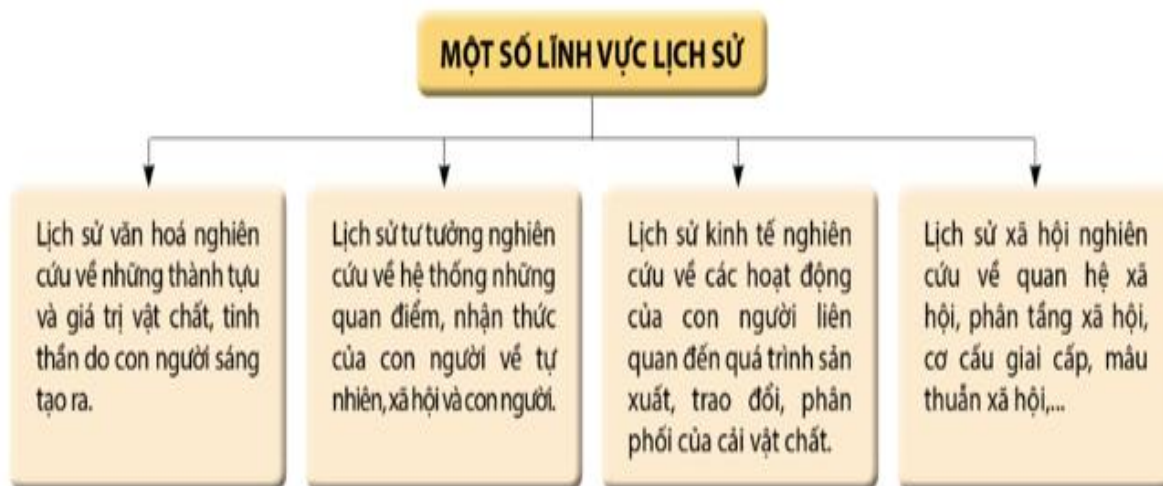 MỘT SỐ LĨNH VỰC LỊCH SỬ
Lịch sử văn hoá nghiên
cứu về những thành tựu
và giá trị vật chất, tinh
thần do con người sáng
tạo ra.
Lịch sử tư tưởng nghiên
cứu về hệ thống những
quan điểm, nhận thức
của con người về tự
nhiên, xã hội và con người.
Lịch sử kinh tế nghiên
cứu về các hoạt động
của con người liên
quan đến quá trình sản
xuất, trao đổi, phân
phối của cải vật chất.
Lịch sử xã hội nghiên
cứu về quan hệ xã
hội, phân tầng xã hội,
cơ cấu giai cấp, mâu
thuẫn xã hội,...